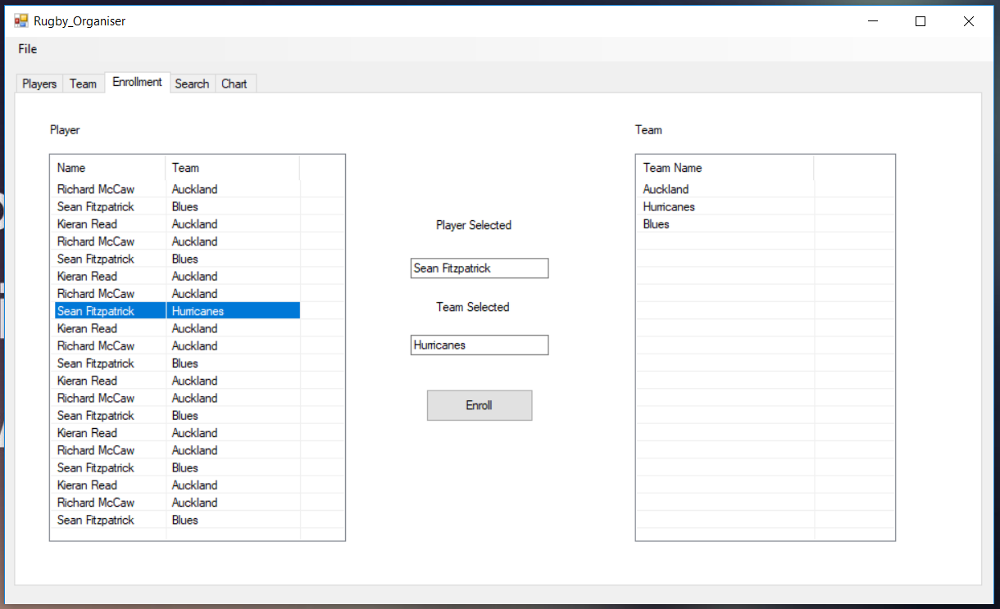 Rugby_Organiser
File
Players Team Enrollment Search Chart
Player
Name Team
Richard McCaw Auckland
Sean Fitzpatrick Blues
Kieran Read Auckland
Richard McCaw Auckland
Sean Fitzpatrick Blues
Kieran Read Auckland
Richard McCaw Auckland
Sean Fitzpatrick Hurricanes
Kieran Read Auckland
Richard McCaw Auckland
Sean Fitzpatrick Blues
Kieran Read Auckland
Richard McCaw Auckland
Sean Fitzpatrick Blues
Kieran Read Auckland
Richard McCaw Auckland
Sean Fitzpatrick Blues
Kieran Read Auckland
Richard McCaw Auckland
Sean Fitzpatrick Blues
Player Selected
Sean Fitzpatrick
Team Selected
Hurricanes
Enroll
Team
Team Name
Auckland
Hurricanes
Blues